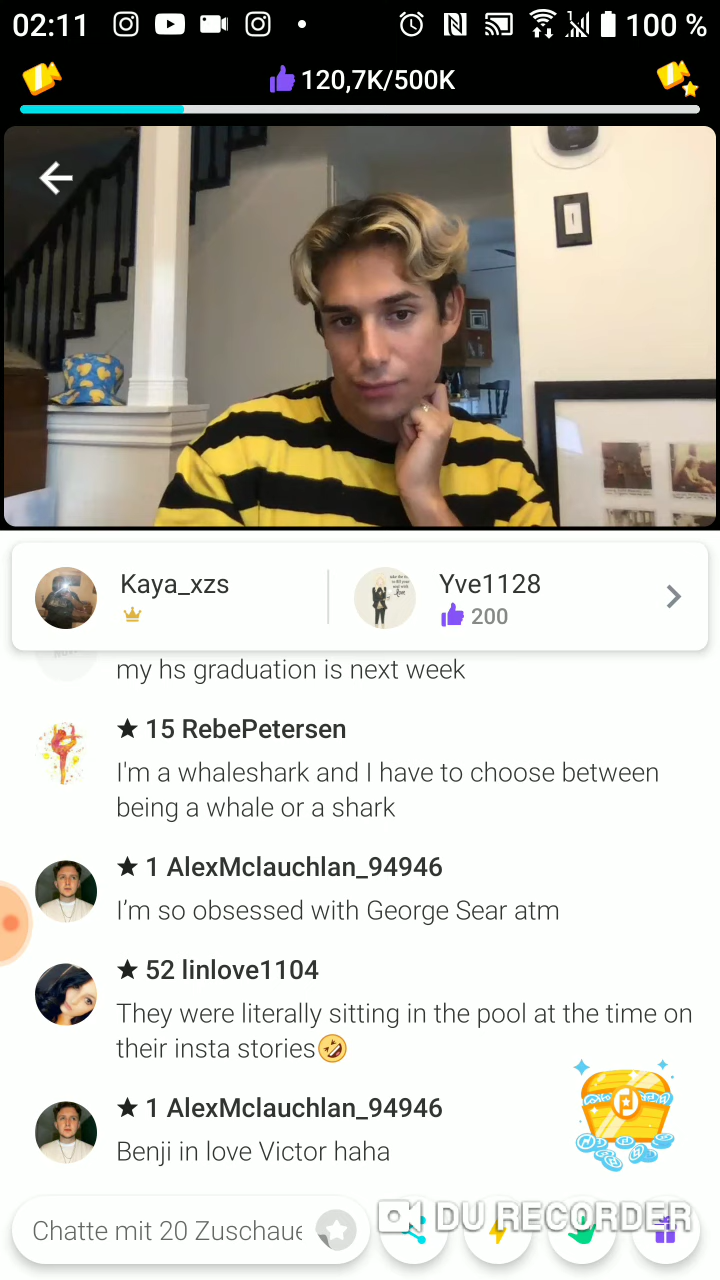 02:11
100 %
120,7K/500K
Kaya_xzs
Yve1128
200
my hs graduation is next week
★ 15 RebePetersen
I'm a whaleshark and I have to choose between
being a whale or a shark
★ 1 AlexMclauchlan_94946
I'm so obsessed with George Sear atm
★ 52 linlove1104
They were literally sitting in the pool at the time on
their insta stories🤣
★ 1 AlexMclauchlan_94946
Benji in love Victor haha
Chatte mit 20 Zuschaue
DU RECORDER